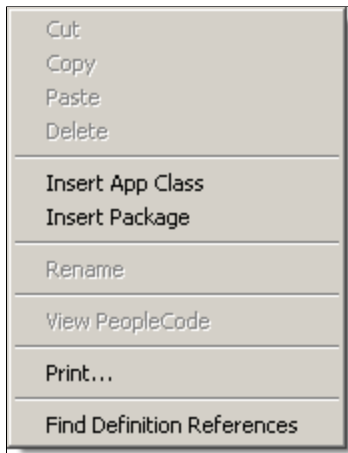 Cut
Copy
Paste
Delete
Insert App Class
Insert Package
Rename
View PeopleCode
Print...
Find Definition References